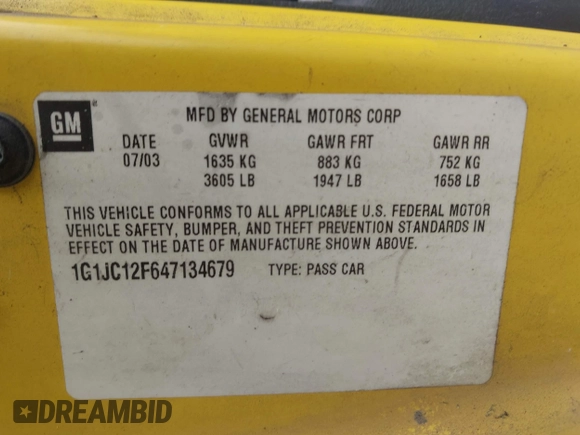 GM
MFD BY GENERAL MOTORS CORP
DATE GVWR GAWR FRT GAWR RR
07/03 1635 KG 883 KG 752 KG
3605 LB 1947 LB 1658 LB
THIS VEHICLE CONFORMS TO ALL APPLICABLE U.S. FEDERAL MOTOR
VEHICLE SAFETY, BUMPER, AND THEFT PREVENTION STANDARDS IN
EFFECT ON THE DATE OF MANUFACTURE SHOWN ABOVE.
1G1JC12F647134679 TYPE: PASS CAR
DREAMBID